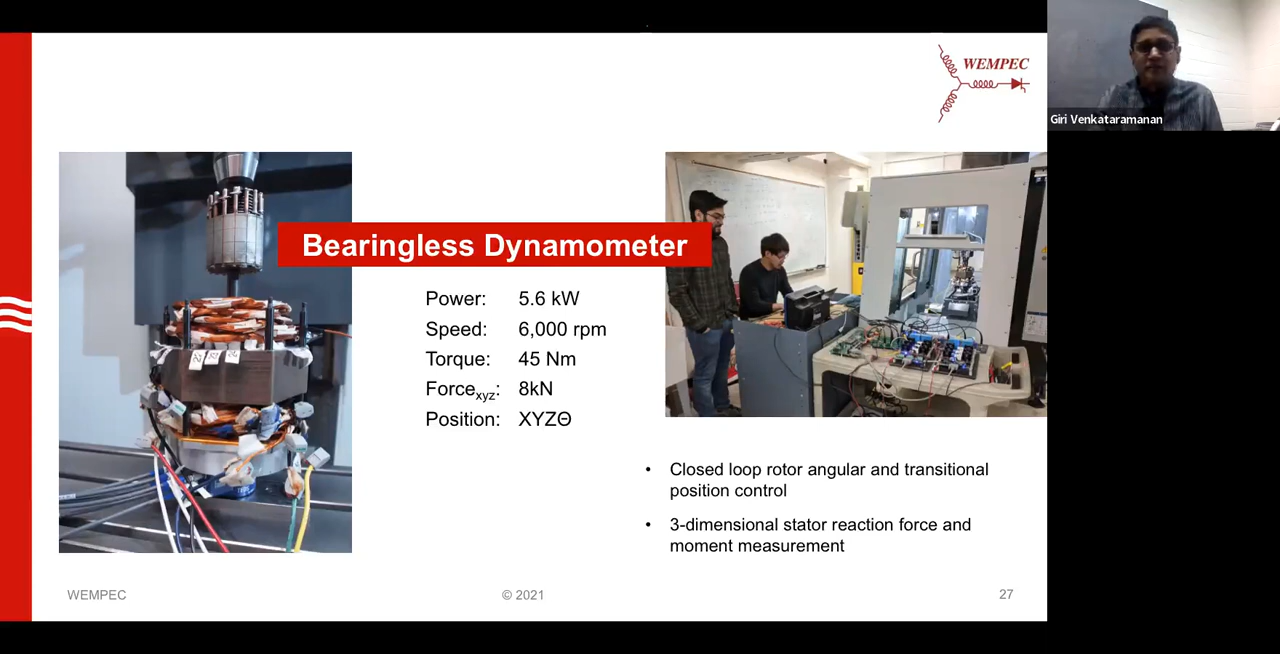 WEMPEC
Giri Venkataramanan
Bearingless Dynamometer
Power: 5.6 kW
Speed: 6,000 rpm
Torque: 45 Nm
Forcexyz: 8kN
Position: XYZΘ
• Closed loop rotor angular and transitional
position control
• 3-dimensional stator reaction force and
moment measurement
WEMPEC
© 2021
27